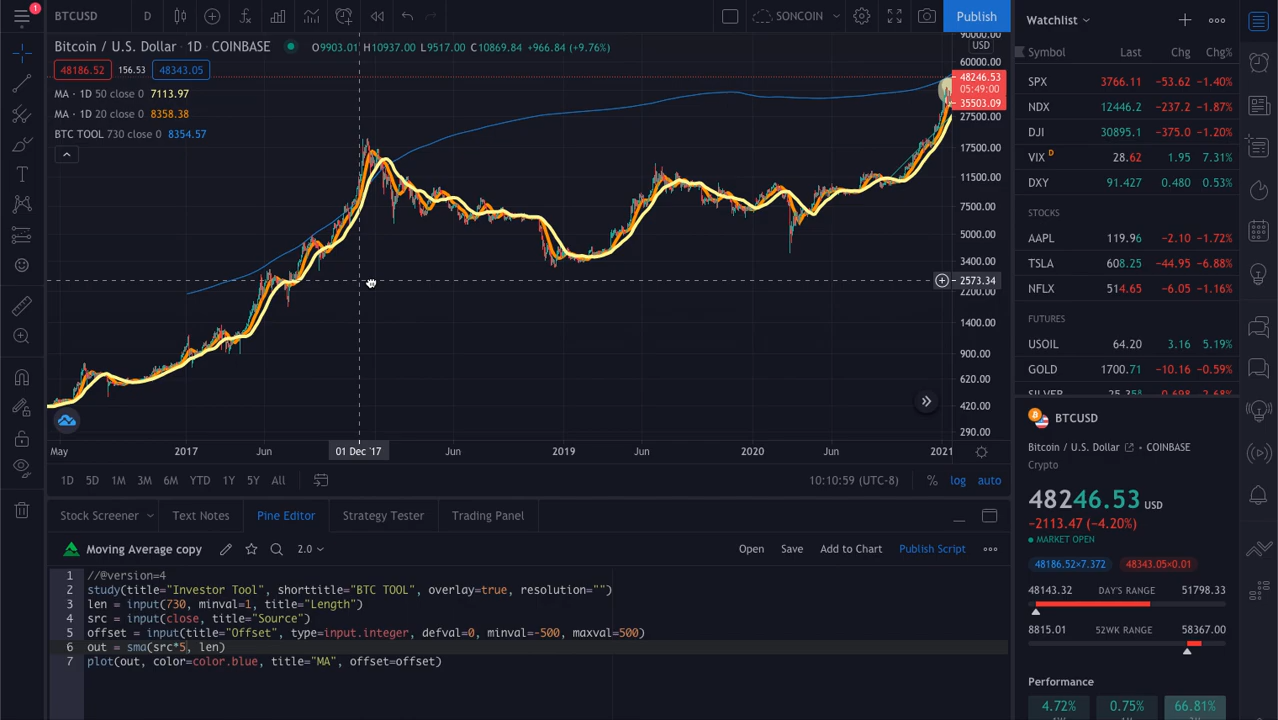 1
BTCUSD
D
SONCOIN
Publish
Bitcoin / U.S. Dollar · 1D · COINBASE O9903.01 H10937.00 L9517.00 C10869.84 +966.84 (+9.76%)
48186.52 156.53 48343.05
MA · 1D 50 close 0 7113.97
MA · 1D 20 close 0 8358.38
BTC TOOL 730 close 0 8354.57
90000.00
USD
60000.00
48246.53
05:49:00
35503.09
27500.00
17500.00
11500.00
7500.00
5000.00
3400.00
2573.34
2200.00
1400.00
900.00
620.00
420.00
290.00
May 2017 Jun 01 Dec '17 Jun 2019 Jun 2020 Jun 2021
1D 5D 1M 3M 6M YTD 1Y 5Y All 10:10:59 (UTC-8) % log auto
Stock Screener Text Notes Pine Editor Strategy Tester Trading Panel
Moving Average copy 2.0 Open Save Add to Chart Publish Script
1 //@version=4
2 study(title="Investor Tool", shorttitle="BTC TOOL", overlay=true, resolution="")
3 len = input(730, minval=1, title="Length")
4 src = input(close, title="Source")
5 offset = input(title="Offset", type=input.integer, defval=0, minval=-500, maxval=500)
6 out = sma(src*5, len)
7 plot(out, color=color.blue, title="MA", offset=offset)
Watchlist
Symbol Last Chg Chg%
SPX 3766.11 −53.62 −1.40%
NDX 12446.2 −237.2 −1.87%
DJI 30895.1 −375.0 −1.20%
VIX D 28.62 1.95 7.31%
DXY 91.427 0.480 0.53%
STOCKS
AAPL 119.96 −2.10 −1.72%
TSLA 608.25 −44.95 −6.88%
NFLX 514.65 −6.05 −1.16%
FUTURES
USOIL 64.20 3.16 5.19%
GOLD 1700.71 −10.16 −0.59%
BTCUSD
Bitcoin / U.S. Dollar COINBASE
Crypto
48246.53 USD
−2113.47 (−4.20%)
MARKET OPEN
48186.52×7.372 48343.05×0.01
48143.32 DAY'S RANGE 51798.33
8815.01 52WK RANGE 58367.00
Performance
4.72% 0.75% 66.81%